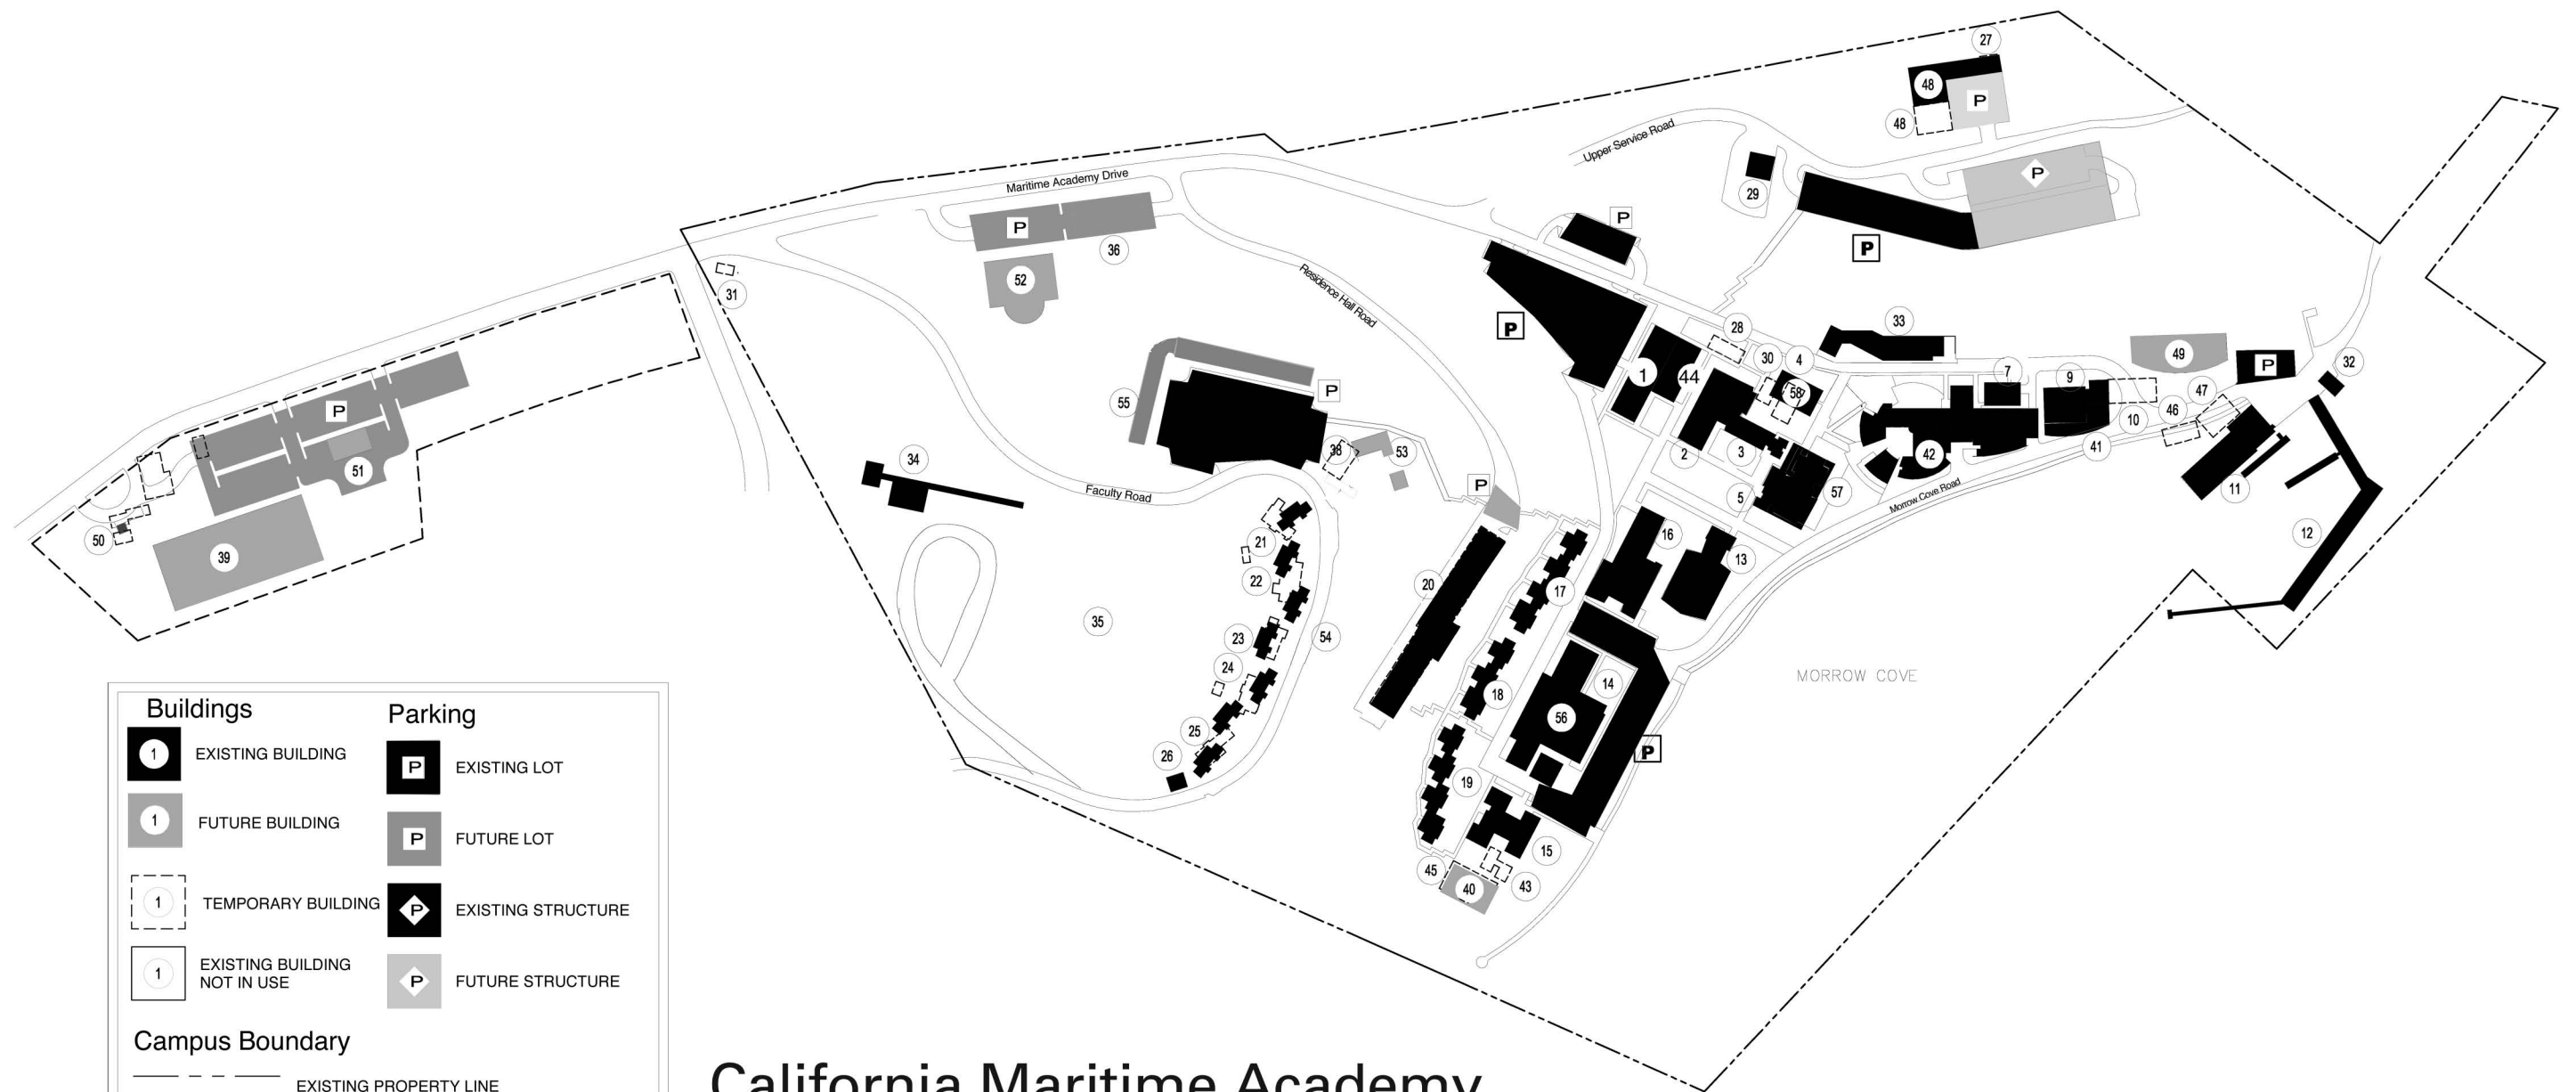 27
48
P
48
Upper Service Road
P
29
P
Maritime Academy Drive
P
36
P
52
31
Residence Hall Road
P
28
33
30
4
1
44
58
7
9
49
P
32
47
46
10
41
55
P
P
51
38
53
2
3
42
34
5
57
11
Faculty Road
P
Morrow Cove Road
12
50
39
21
16
13
22
20
17
35
23
54
24
18
14
MORROW COVE
56
25
26
P
19
15
45
40
43
Buildings
1 EXISTING BUILDING
1 FUTURE BUILDING
1 TEMPORARY BUILDING
1 EXISTING BUILDING
NOT IN USE
Parking
P EXISTING LOT
P FUTURE LOT
P EXISTING STRUCTURE
P FUTURE STRUCTURE
Campus Boundary
EXISTING PROPERTY LINE
California Maritime Academy